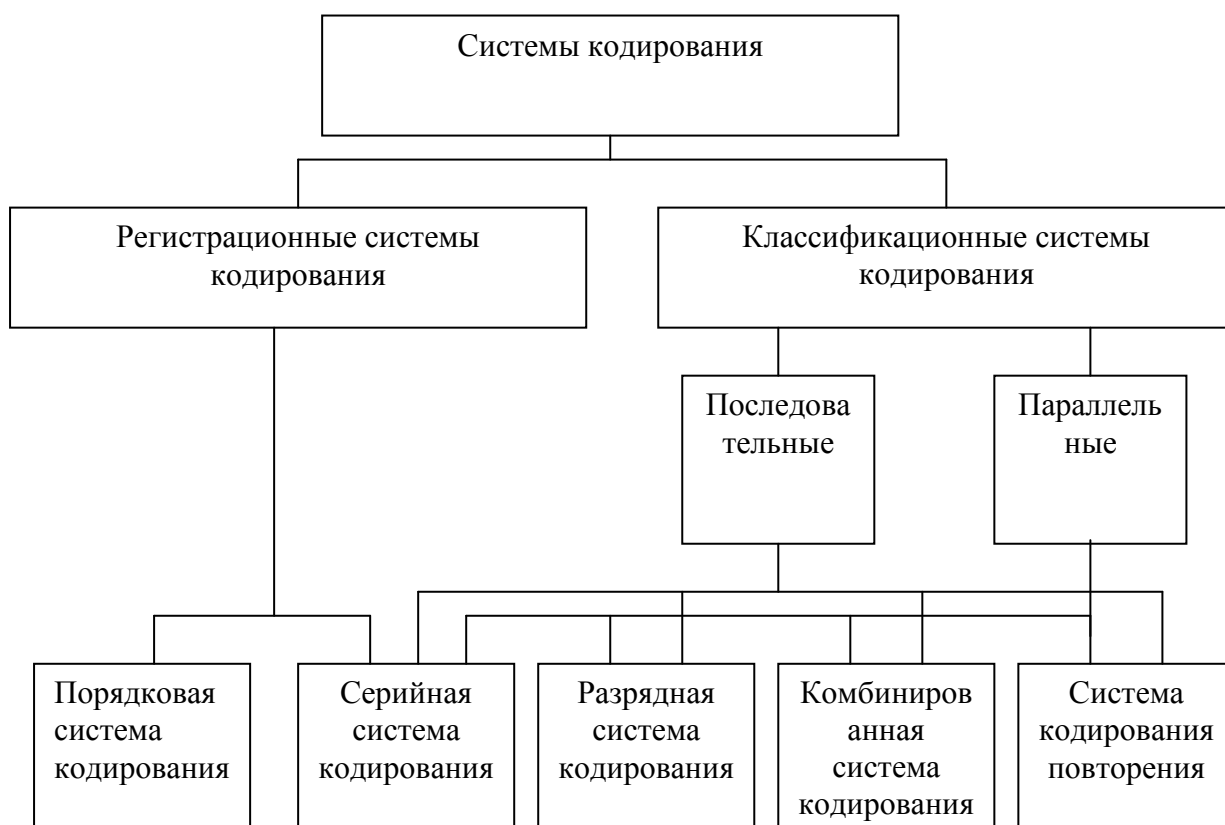 Системы кодирования
Регистрационные системы
кодирования
Классификационные системы
кодирования
Последова
тельные
Параллель
ные
Порядковая
система
кодирования
Серийная
система
кодирования
Разрядная
система
кодирования
Комбиниров
анная
система
кодирования
Система
кодирования
повторения